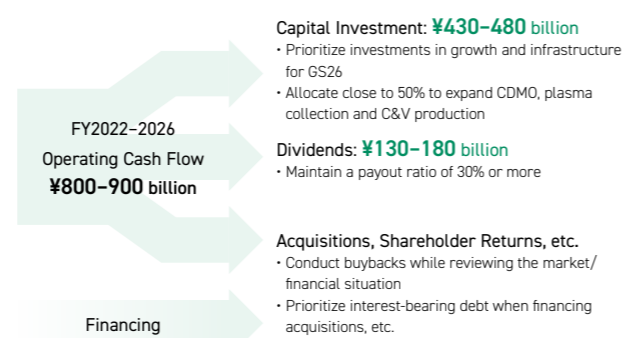 FY2022–2026
Operating Cash Flow
¥800–900 billion
Financing
Capital Investment: ¥430–480 billion
・Prioritize investments in growth and infrastructure
for GS26
・Allocate close to 50% to expand CDMO, plasma
collection and C&V production
Dividends: ¥130–180 billion
・Maintain a payout ratio of 30% or more
Acquisitions, Shareholder Returns, etc.
・Conduct buybacks while reviewing the market/
financial situation
・Prioritize interest-bearing debt when financing
acquisitions, etc.